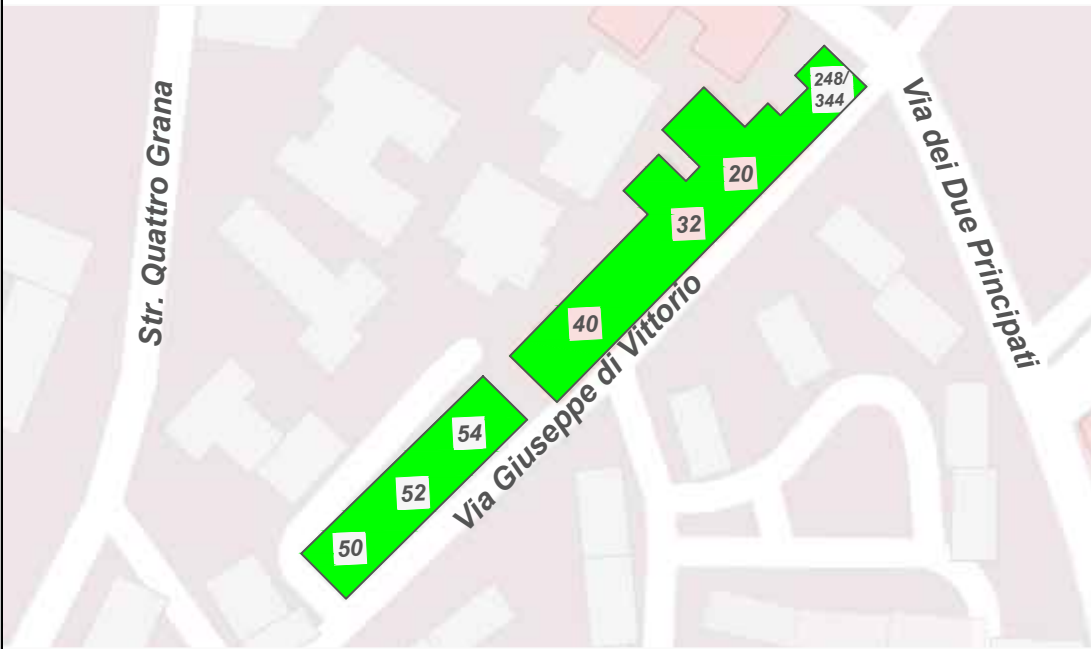 248/
344
20
32
40
54
52
50
Str. Quattro Grana
Via Giuseppe di Vittorio
Via dei Due Principati